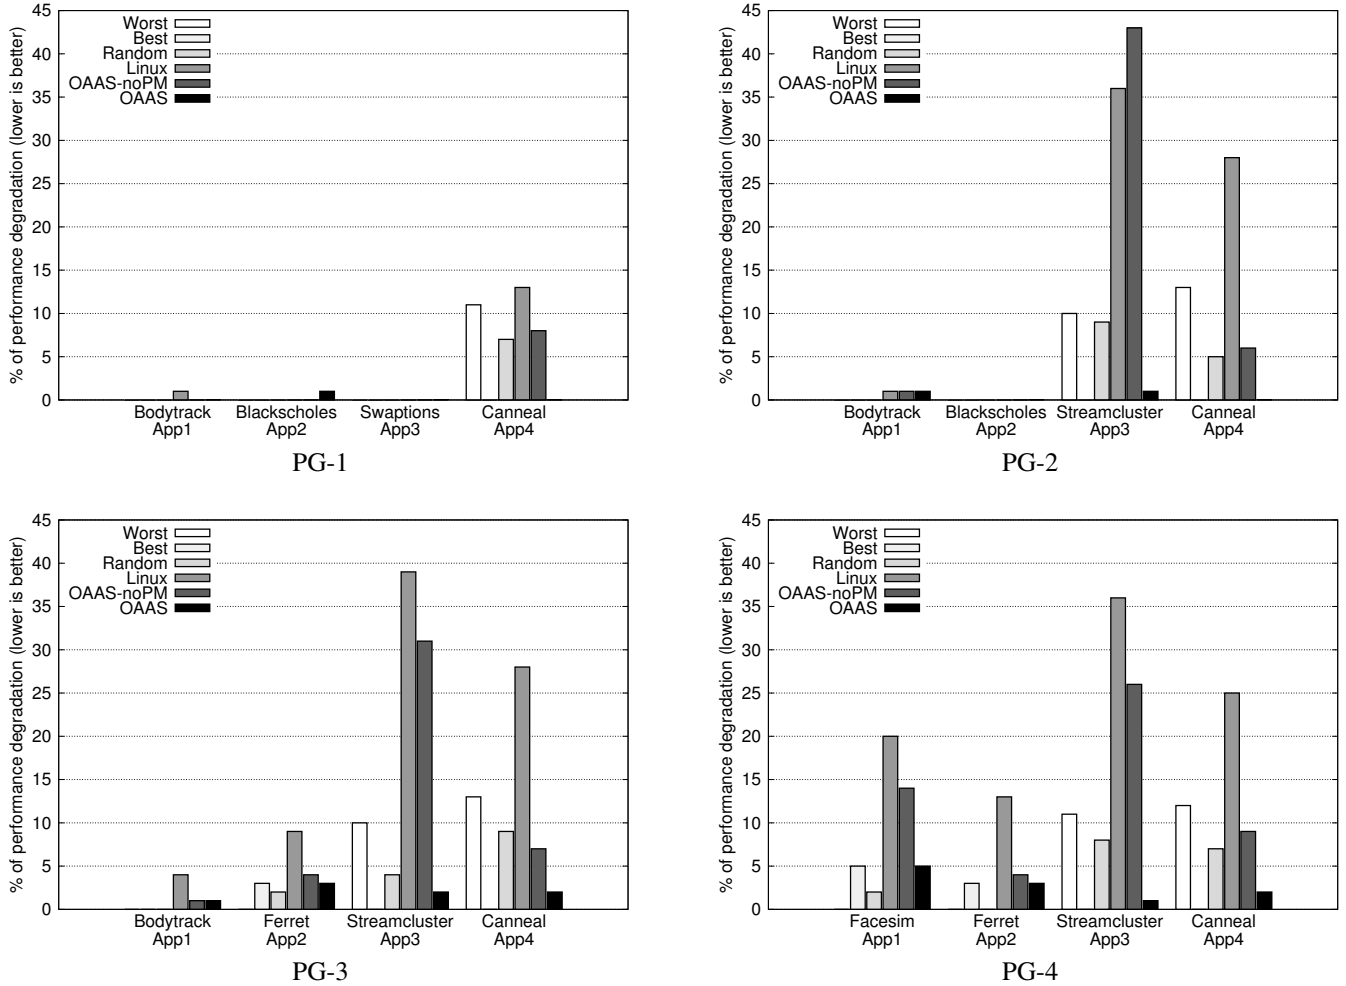 % of performance degradation (lower is better)
45
40
35
30
25
20
15
10
5
0
Worst
Best
Random
Linux
OAAS-noPM
OAAS
Bodytrack Blackscholes Swaptions Canneal
App1 App2 App3 App4
PG-1
% of performance degradation (lower is better)
45
40
35
30
25
20
15
10
5
0
Worst
Best
Random
Linux
OAAS-noPM
OAAS
Bodytrack Blackscholes Streamcluster Canneal
App1 App2 App3 App4
PG-2
% of performance degradation (lower is better)
45
40
35
30
25
20
15
10
5
0
Worst
Best
Random
Linux
OAAS-noPM
OAAS
Bodytrack Ferret Streamcluster Canneal
App1 App2 App3 App4
PG-3
% of performance degradation (lower is better)
45
40
35
30
25
20
15
10
5
0
Worst
Best
Random
Linux
OAAS-noPM
OAAS
Facesim Ferret Streamcluster Canneal
App1 App2 App3 App4
PG-4